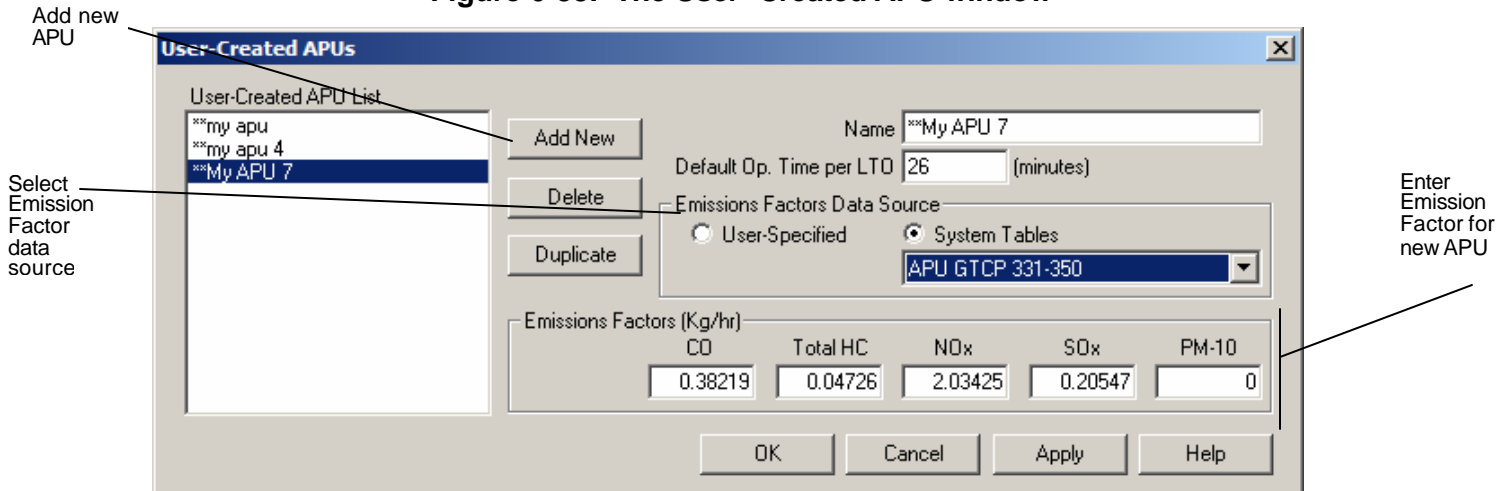 Add new
APU
User-Created APUs
User-Created APU List
**my apu
**my apu 4
**My APU 7
Add New
Delete
Duplicate
Name **My APU 7
Default Op. Time per LTO 26 (minutes)
Emissions Factors Data Source
User-Specified System Tables
APU GTCP 331-350
Emissions Factors (Kg/hr)
CO Total HC NOx SOx PM-10
0.38219 0.04726 2.03425 0.20547 0
OK Cancel Apply Help
Select
Emission
Factor
data
source
Enter
Emission
Factor for
new APU